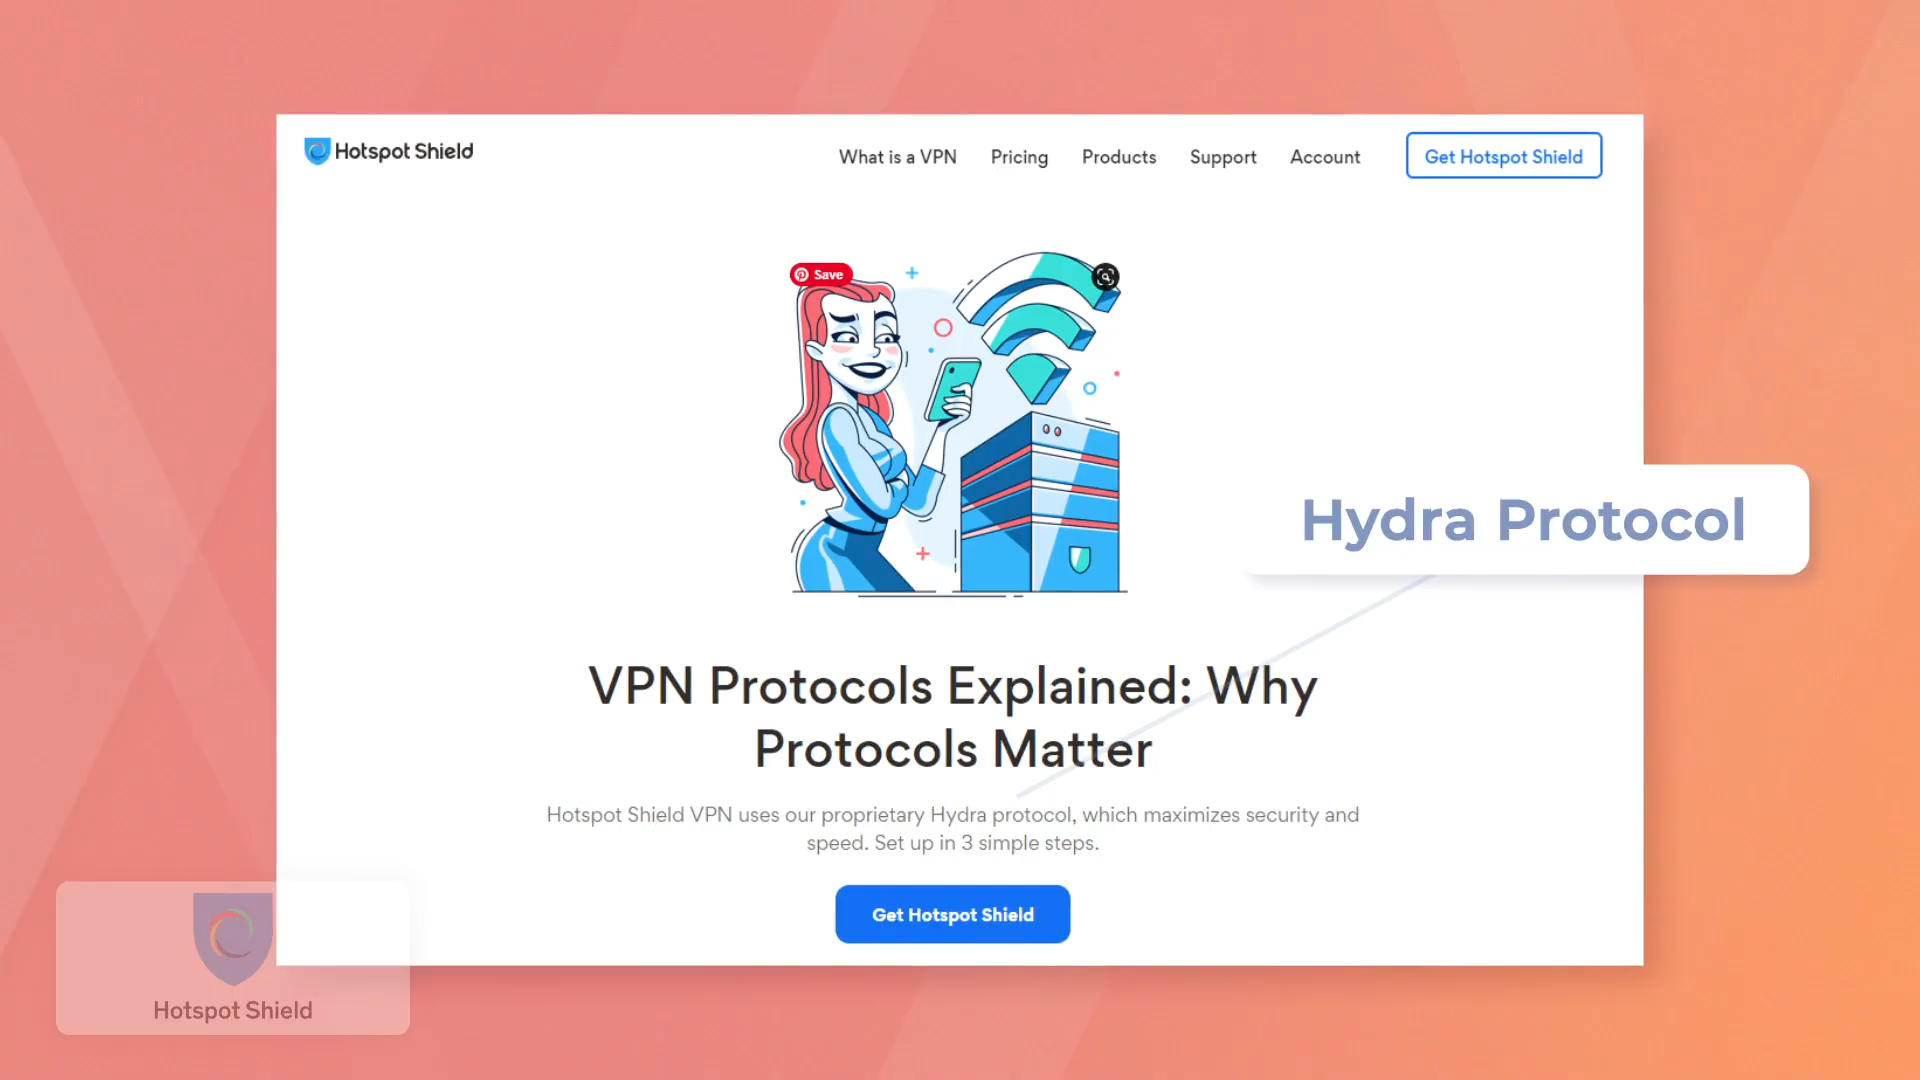 Hotspot Shield
What is a VPN
Pricing
Products
Support
Account
Get Hotspot Shield
Save
Hydra Protocol
VPN Protocols Explained: Why
Protocols Matter
Hotspot Shield VPN uses our proprietary Hydra protocol, which maximizes security and
speed. Set up in 3 simple steps.
Get Hotspot Shield
Hotspot Shield